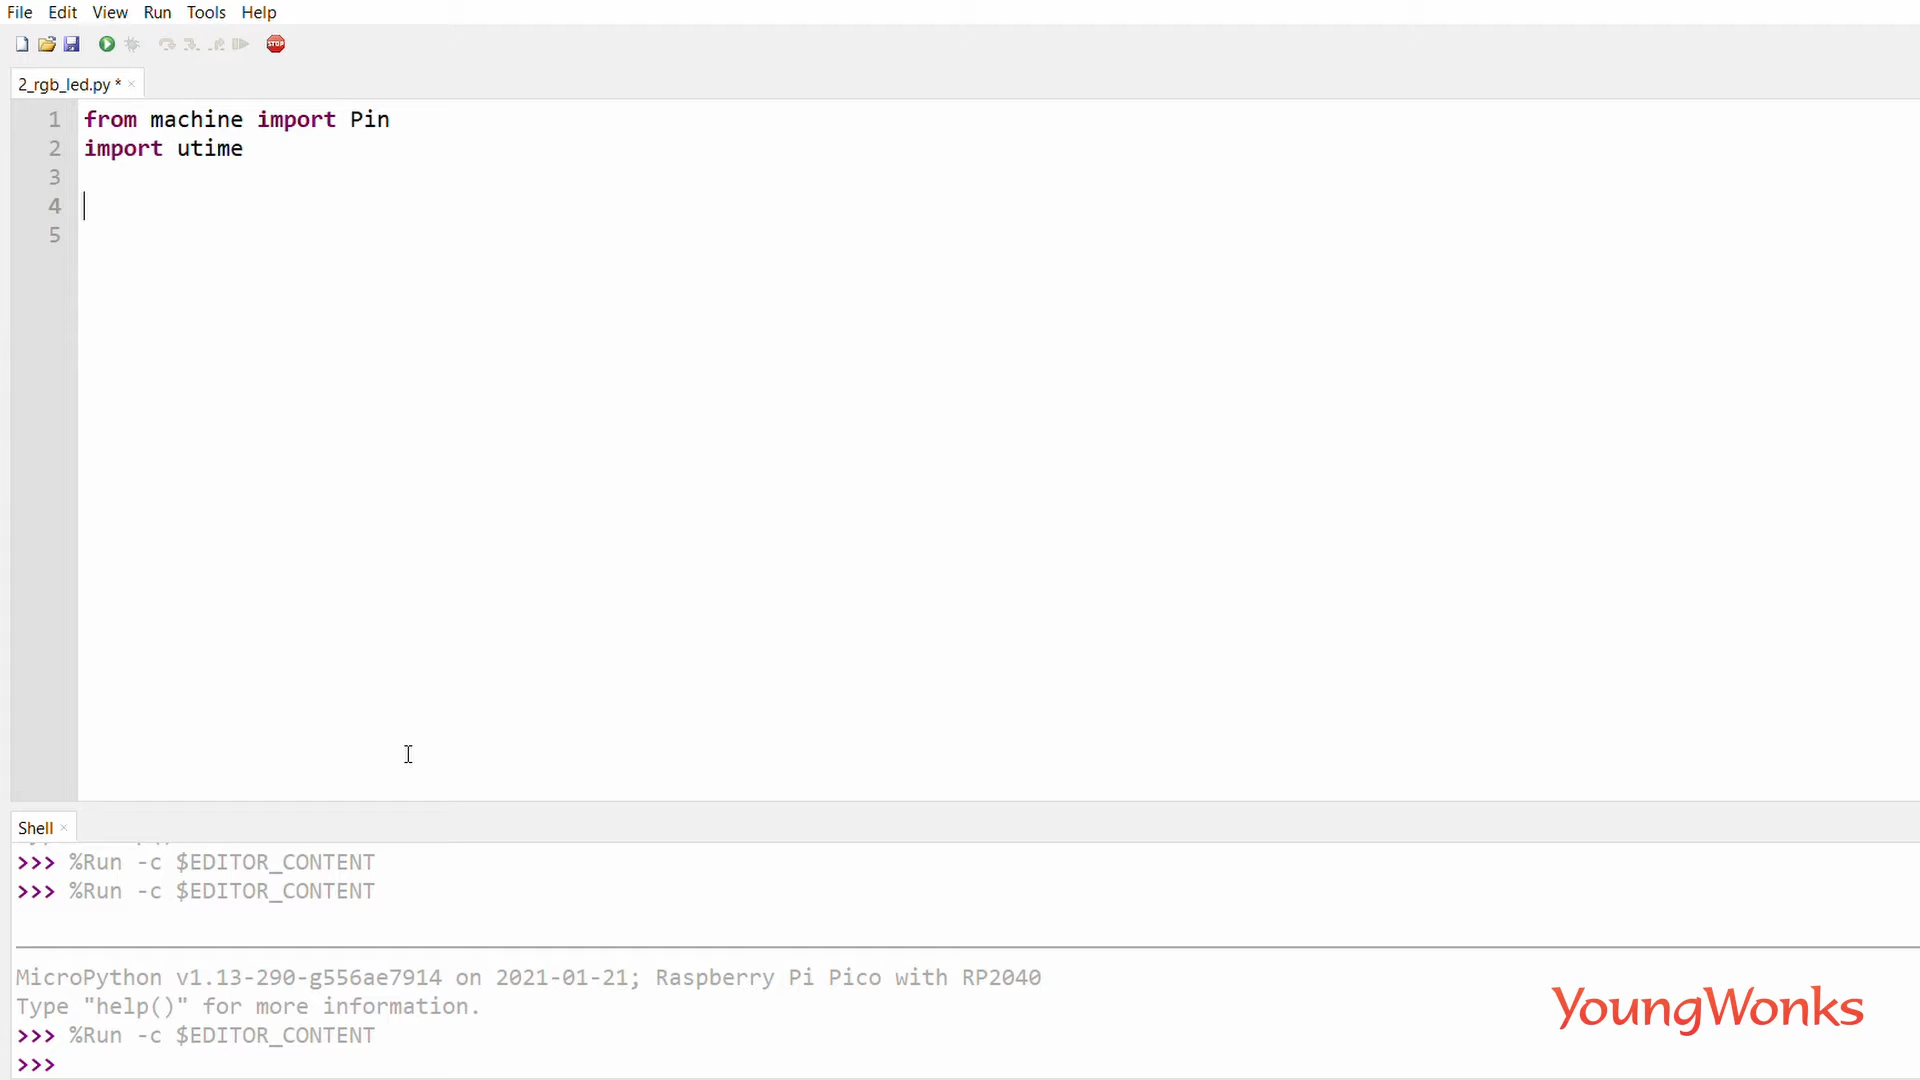 File Edit View Run Tools Help
STOP
2_rgb_led.py * ×
1 from machine import Pin
2 import utime
3
4
5
Shell ×
>>> %Run -c $EDITOR_CONTENT
>>> %Run -c $EDITOR_CONTENT
MicroPython v1.13-290-g556ae7914 on 2021-01-21; Raspberry Pi Pico with RP2040
Type "help()" for more information.
>>> %Run -c $EDITOR_CONTENT
>>>
YoungWonks